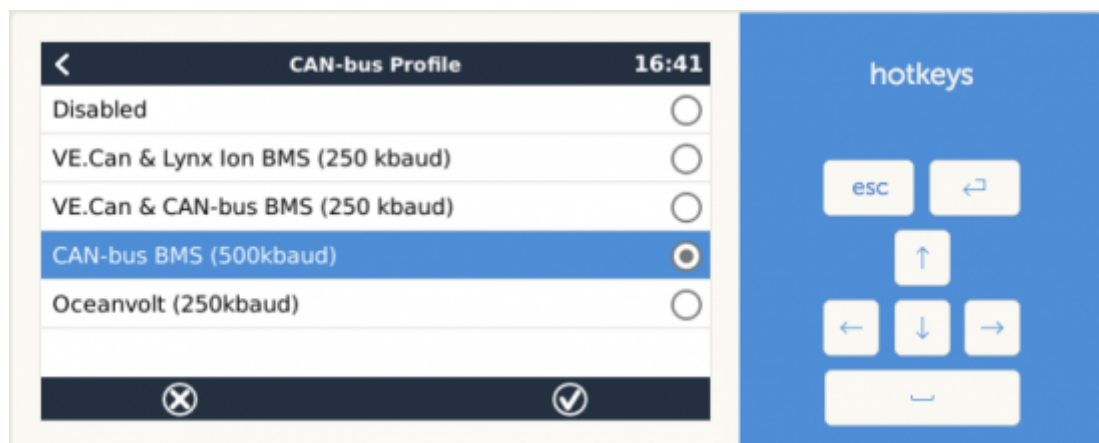 CAN-bus Profile 16:41
Disabled
VE.Can & Lynx Ion BMS (250 kbaud)
VE.Can & CAN-bus BMS (250 kbaud)
CAN-bus BMS (500kbaud)
Oceanvolt (250kbaud)
hotkeys
esc